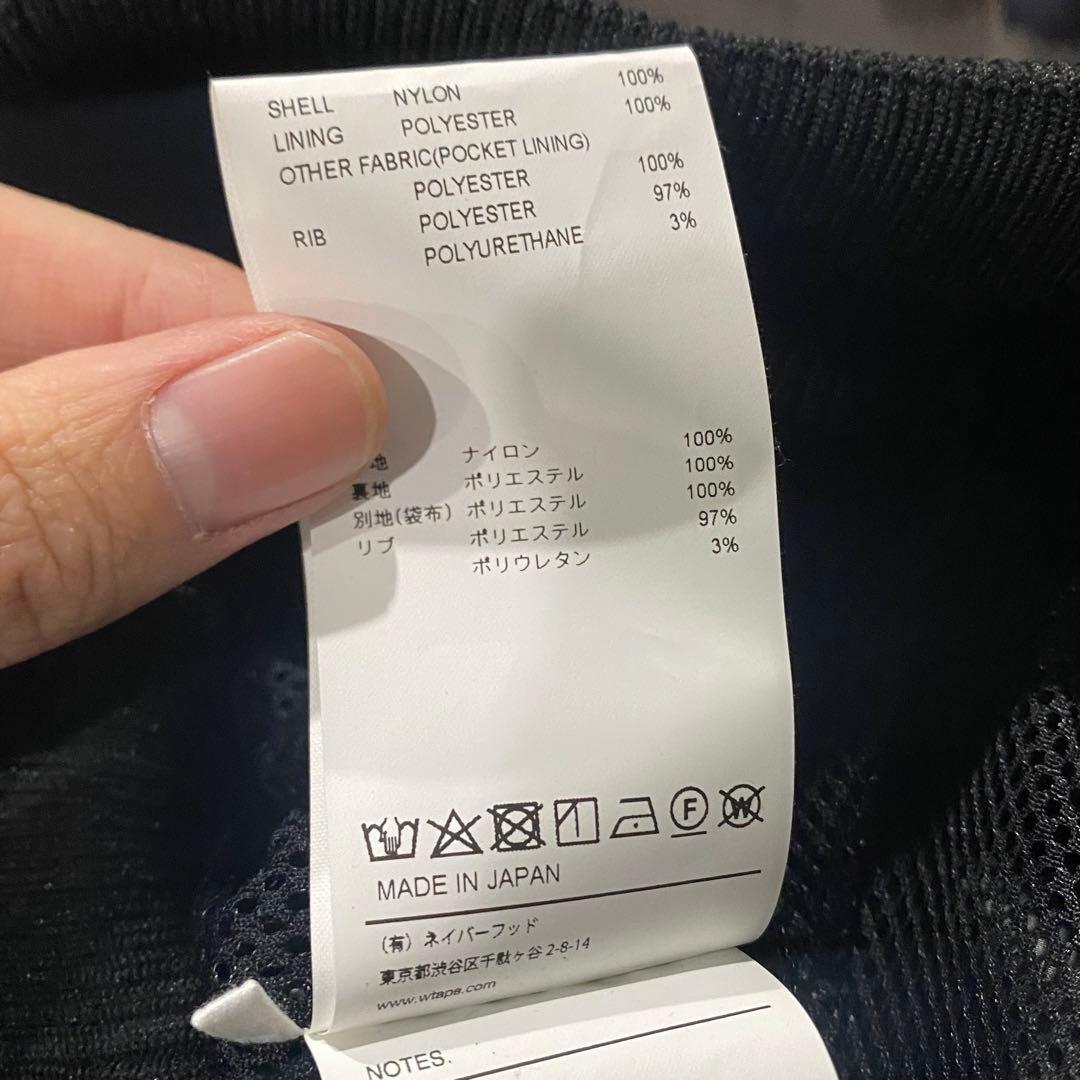 SHELL NYLON 100%
LINING POLYESTER 100%
OTHER FABRIC(POCKET LINING)
POLYESTER 100%
RIB POLYESTER 97%
POLYURETHANE 3%
地 ナイロン 100%
裏地 ポリエステル 100%
別地(袋布) ポリエステル 100%
リブ ポリエステル 97%
ポリウレタン 3%
F W
MADE IN JAPAN
(有) ネイバーフッド
東京都渋谷区千駄ヶ谷 2-8-14
www.wtaps.com
NOTES.